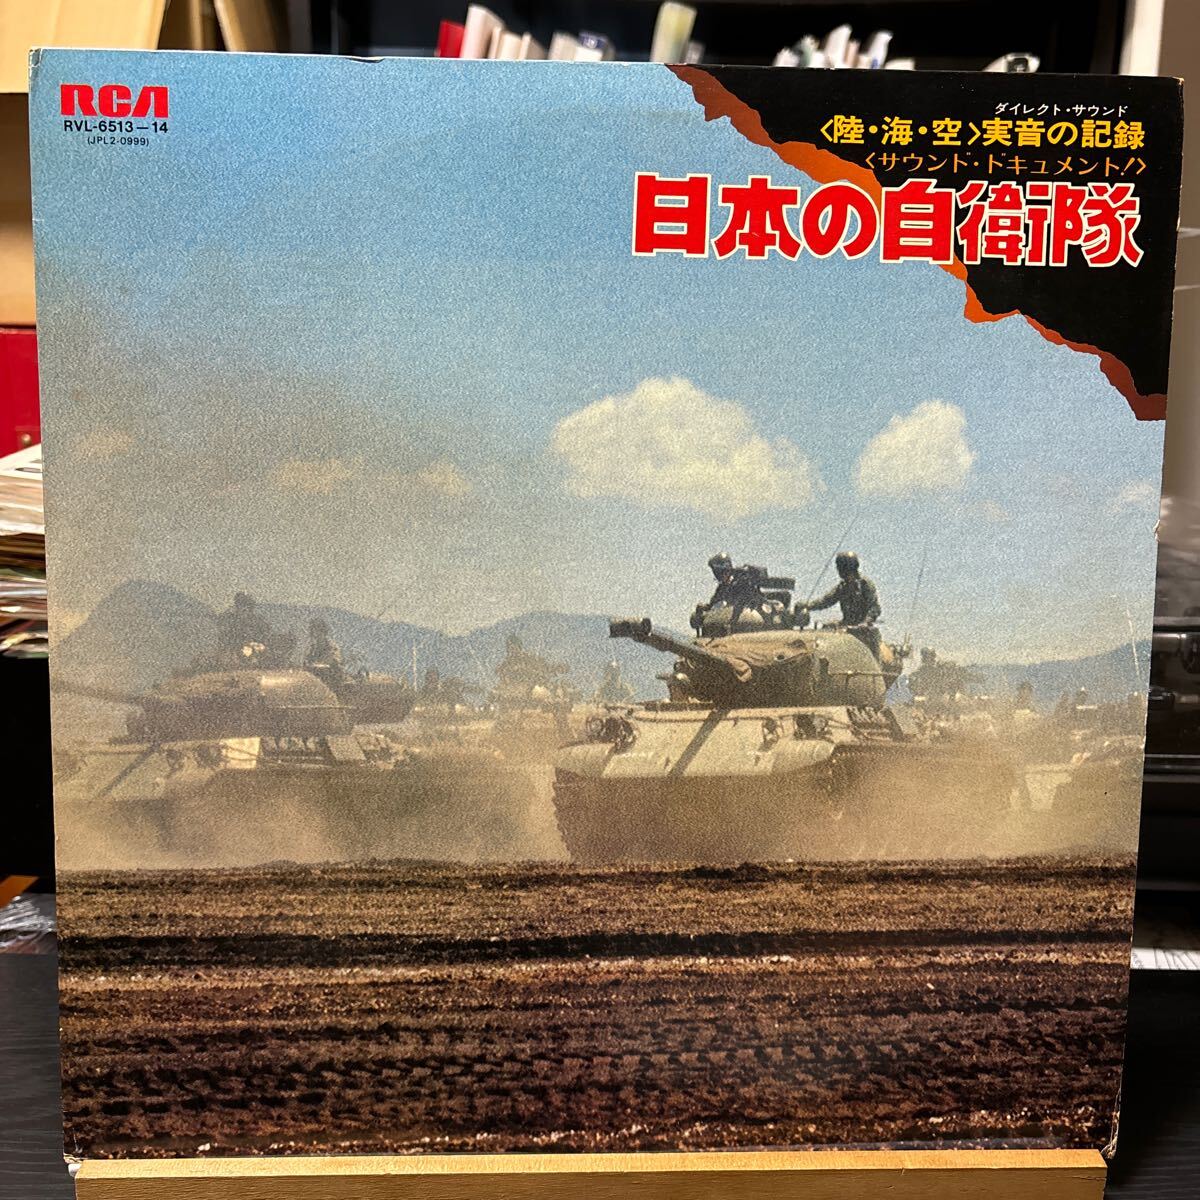 RCA
RVL-6513-14
(JPL2-0999)
ダイレクト・サウンド
〈陸・海・空〉実音の記録
〈サウンド・ドキュメント!〉
日本の自衛隊